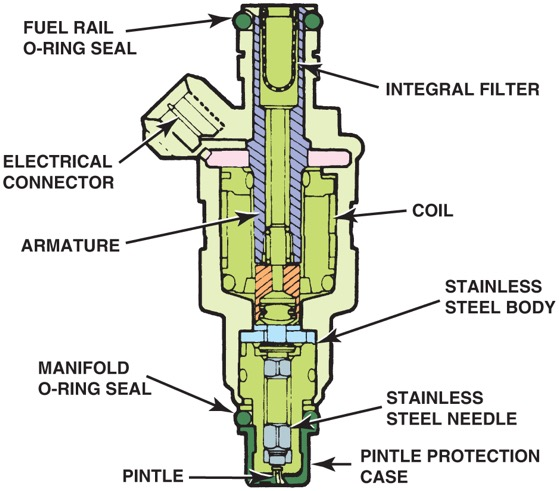 FUEL RAIL
O-RING SEAL
INTEGRAL FILTER
ELECTRICAL
CONNECTOR
COIL
ARMATURE
STAINLESS
STEEL BODY
MANIFOLD
O-RING SEAL
STAINLESS
STEEL NEEDLE
PINTLE PROTECTION
CASE
PINTLE